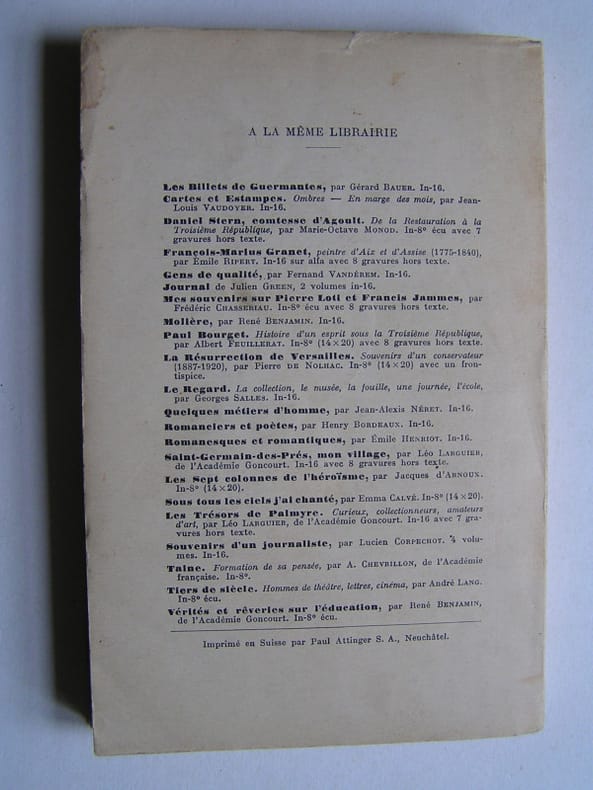 A LA MÊME LIBRAIRIE
Les Billets de Guermantes, par Gérard BAUER. In-16.
Cartes et Estampes. Ombres — En marge des mois, par Jean-
Louis VAUDOYER. In-16.
Daniel Stern, comtesse d'Agoult. De la Restauration à la
Troisième République, par Marie-Octave MONOD. In-8º écu avec 7
gravures hors texte.
François-Marius Granet, peintre d'Aix et d'Assise (1775-1840),
par Émile RIPERT. In-16 sur alfa avec 8 gravures hors texte.
Gens de qualité, par Fernand VANDÉREM. In-16.
Journal de Julien GREEN, 2 volumes in-16.
Mes souvenirs sur Pierre Loti et Francis Jammes, par
Frédéric CHASSERIAU. In-8º écu avec 8 gravures hors texte.
Molière, par René BENJAMIN. In-16.
Paul Bourget. Histoire d'un esprit sous la Troisième République,
par Albert FEUILLERAT. In-8º (14×20) avec 8 gravures hors texte.
La Résurrection de Versailles. Souvenirs d'un conservateur
(1887-1920), par Pierre DE NOLHAC. In-8º (14×20) avec un fron-
tispice.
Le Regard. La collection, le musée, la fouille, une journée, l'école,
par Georges SALLES. In-16.
Quelques métiers d'homme, par Jean-Alexis NÉRET. In-16.
Romanciers et poètes, par Henry BORDEAUX. In-16.
Romanesques et romantiques, par Émile HENRIOT. In-16.
Saint-Germain-des-Prés, mon village, par Léo LARGUIER,
de l'Académie Goncourt. In-16 avec 8 gravures hors texte.
Les Sept colonnes de l'héroïsme, par Jacques d'ARNOUX.
In-8º (14×20).
Sous tous les ciels j'ai chanté, par Emma CALVÉ. In-8º (14×20).
Les Trésors de Palmyre. Curieux, collectionneurs, amateurs
d'art, par Léo LARGUIER, de l'Académie Goncourt. In-16 avec 7 gra-
vures hors texte.
Souvenirs d'un journaliste, par Lucien CORPECHOT. 4 volu-
mes. In-16.
Taine. Formation de sa pensée, par A. CHEVRILLON, de l'Académie
française. In-8º.
Tiers de siècle. Hommes de théâtre, lettres, cinéma, par André LANG.
In-8º écu.
Vérités et rêveries sur l'éducation, par René BENJAMIN,
de l'Académie Goncourt. In-8º écu.
Imprimé en Suisse par Paul Attinger S. A., Neuchâtel.